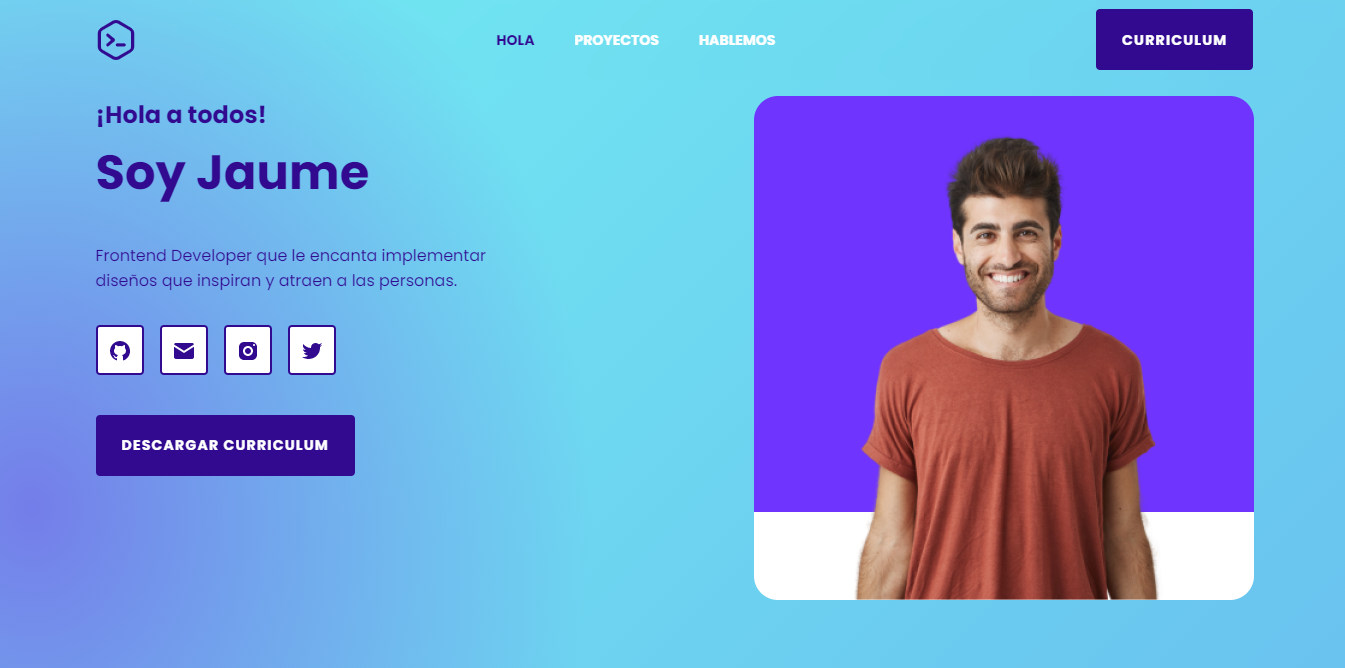 HOLA
PROYECTOS
HABLEMOS
CURRICULUM
¡Hola a todos!
Soy Jaume
Frontend Developer que le encanta implementar
diseños que inspiran y atraen a las personas.
DESCARGAR CURRICULUM